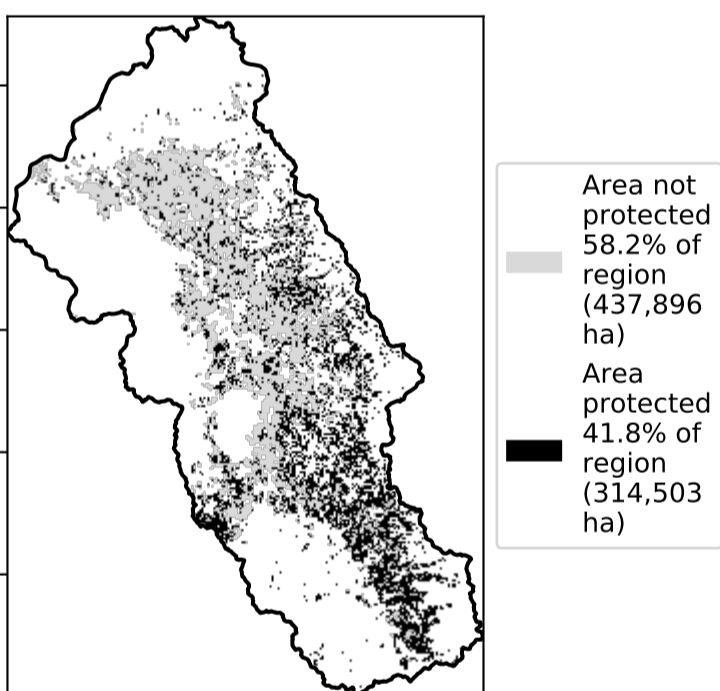 Area not
protected
58.2% of
region
(437,896
ha)
Area
protected
41.8% of
region
(314,503
ha)